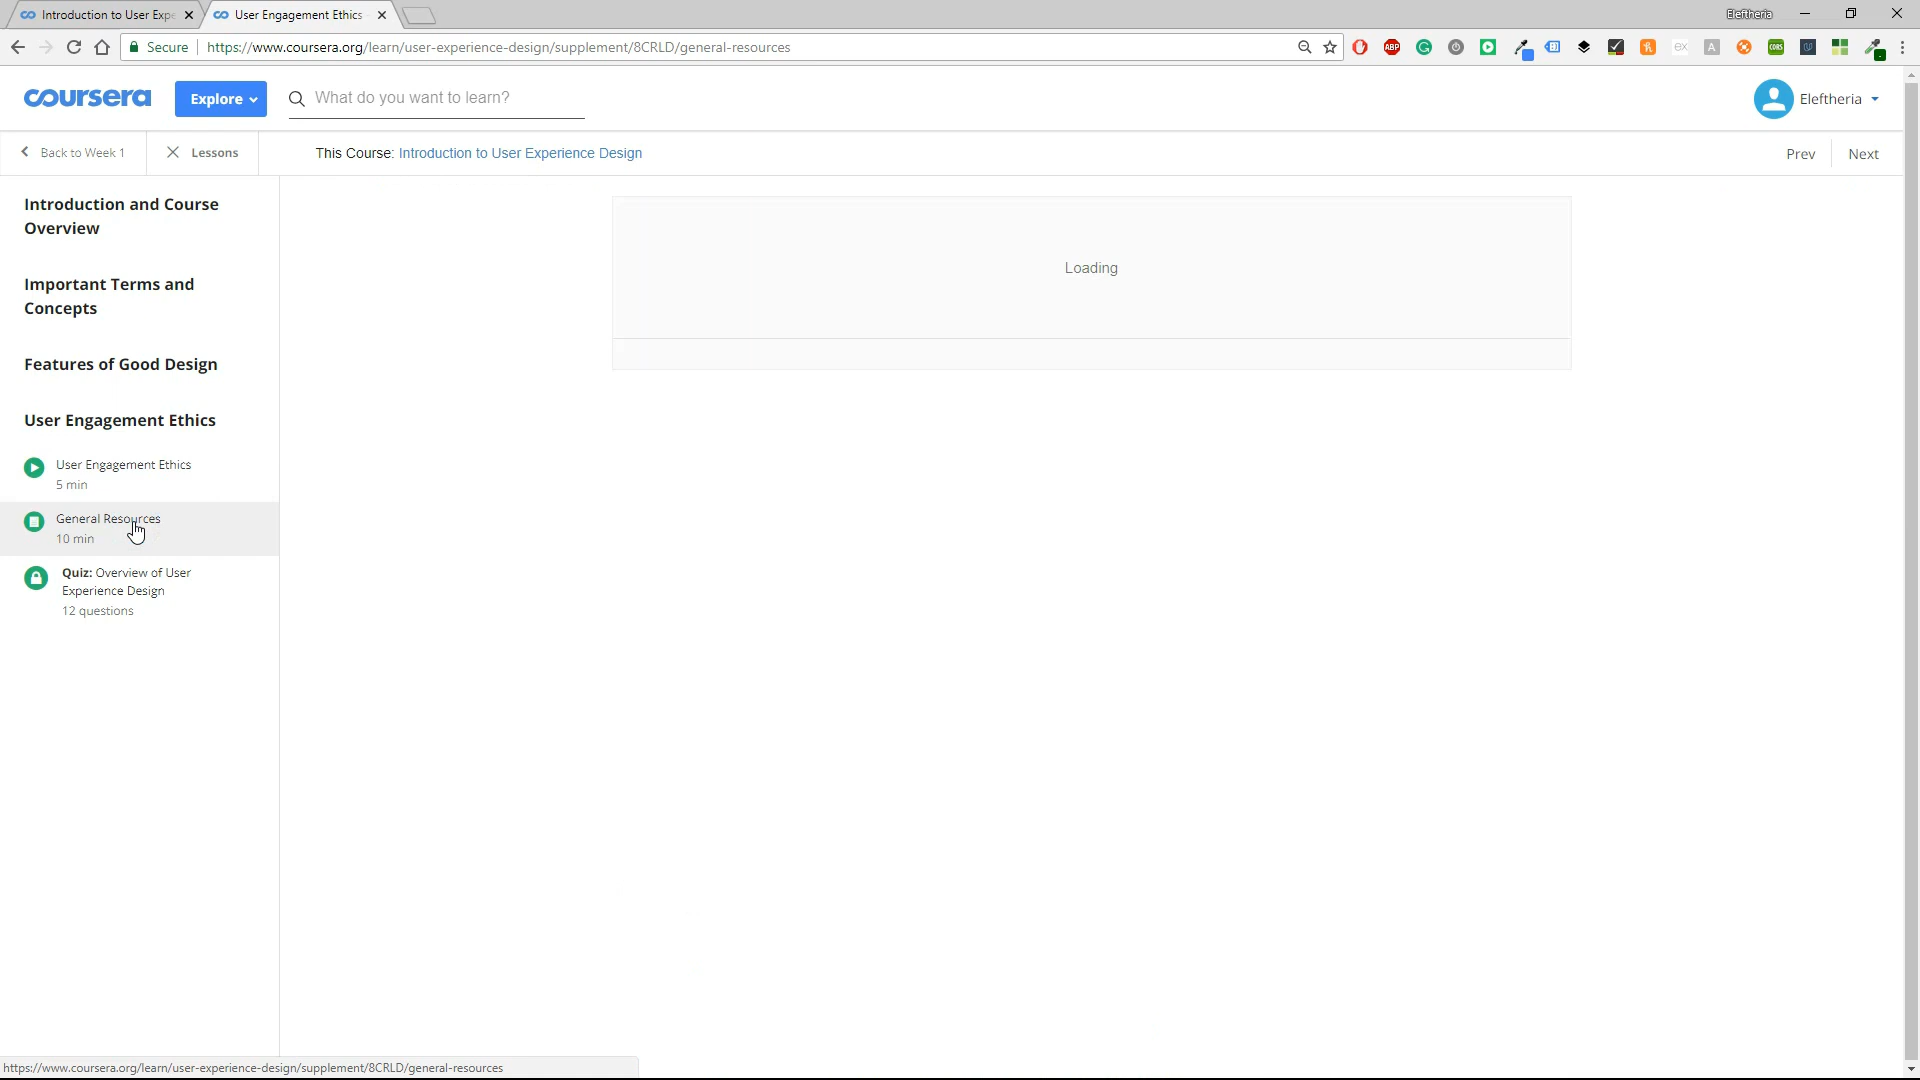 Introduction to User Expe
User Engagement Ethics
Eleftheria
Secure
https://www.coursera.org/learn/user-experience-design/supplement/8CRLD/general-resources
ABP
ex
A
CORS
coursera
Explore
What do you want to learn?
Eleftheria
Back to Week 1
Lessons
This Course: Introduction to User Experience Design
Prev
Next
Introduction and Course
Overview
Important Terms and
Concepts
Features of Good Design
User Engagement Ethics
User Engagement Ethics
5 min
General Resources
10 min
Quiz: Overview of User
Experience Design
12 questions
Loading
https://www.coursera.org/learn/user-experience-design/supplement/8CRLD/general-resources